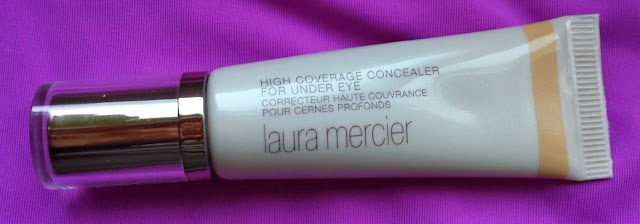 HIGH COVERAGE CONCEALER
FOR UNDER EYE
CORRECTEUR HAUTE COUVRANCE
POUR CERNES PROFONDS
laura mercier